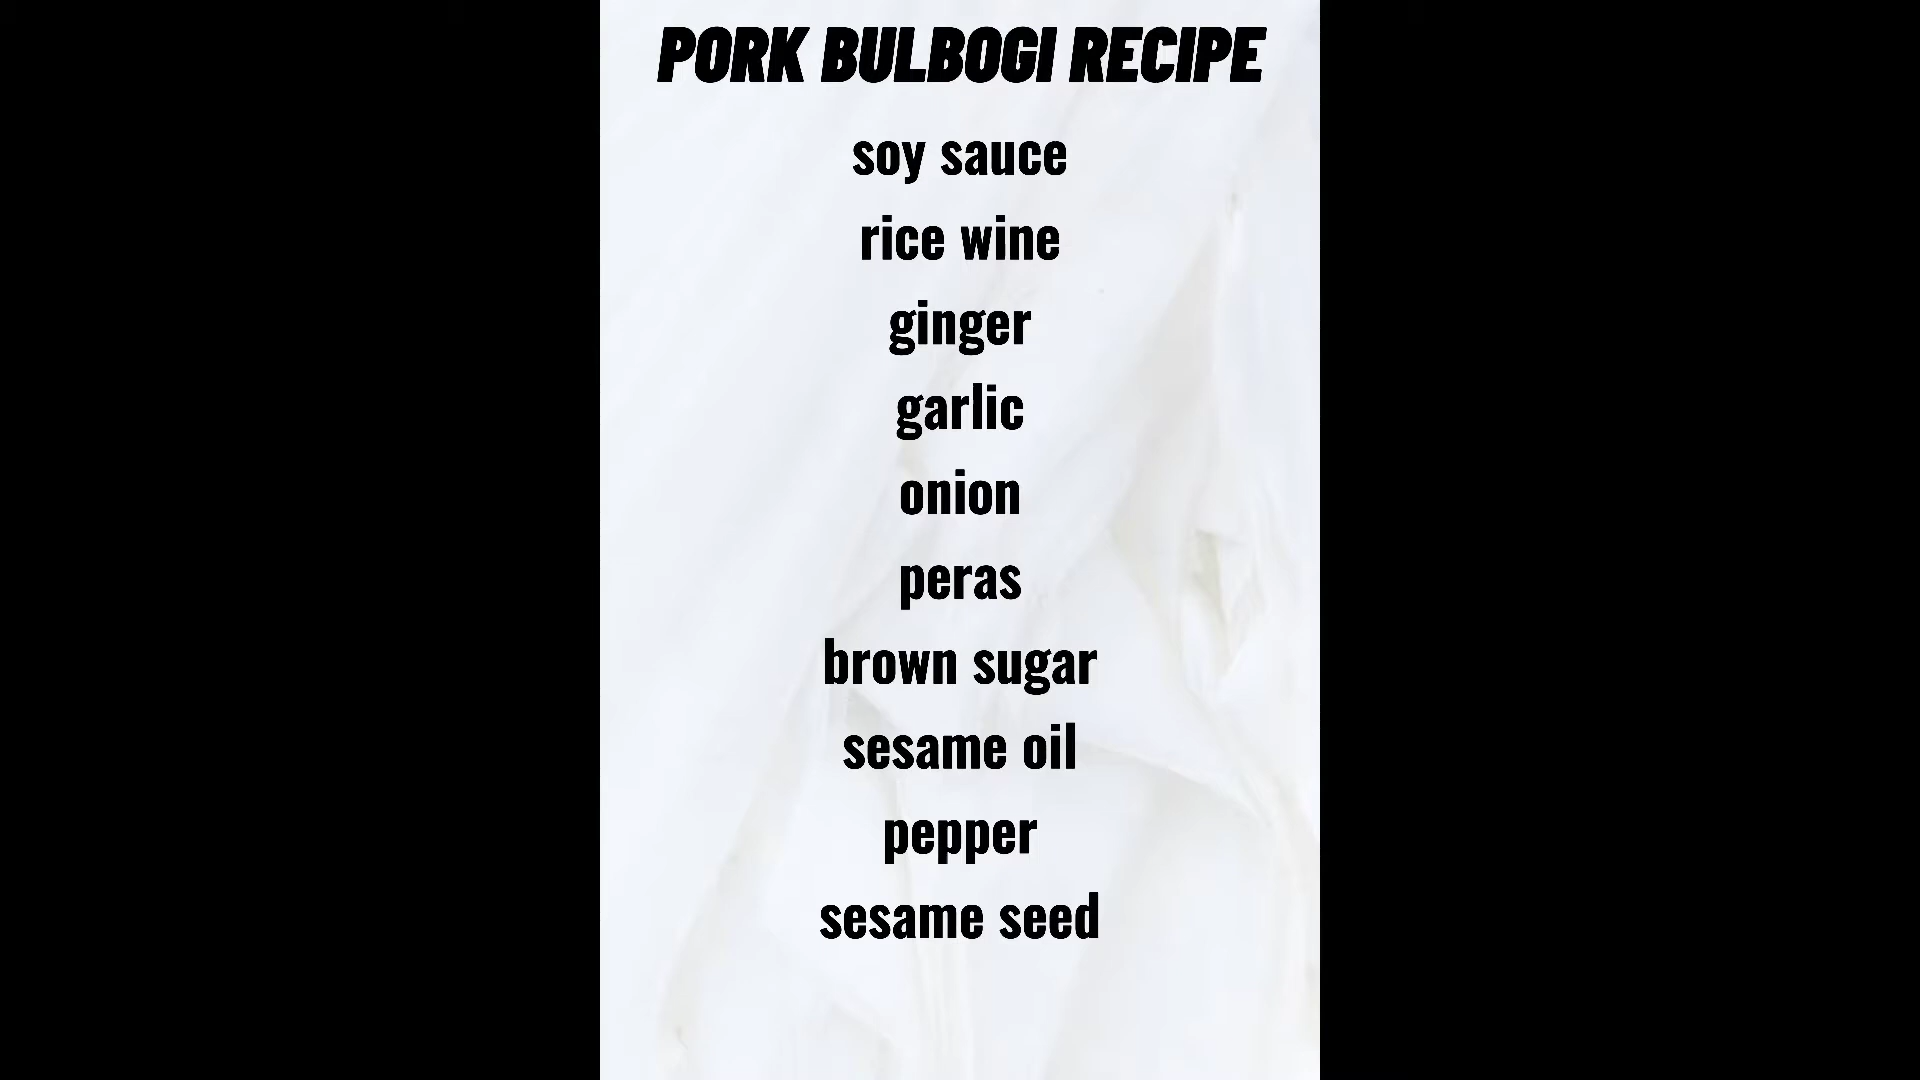 PORK BULBOGI RECIPE
soy sauce
rice wine
ginger
garlic
onion
peras
brown sugar
sesame oil
pepper
sesame seed